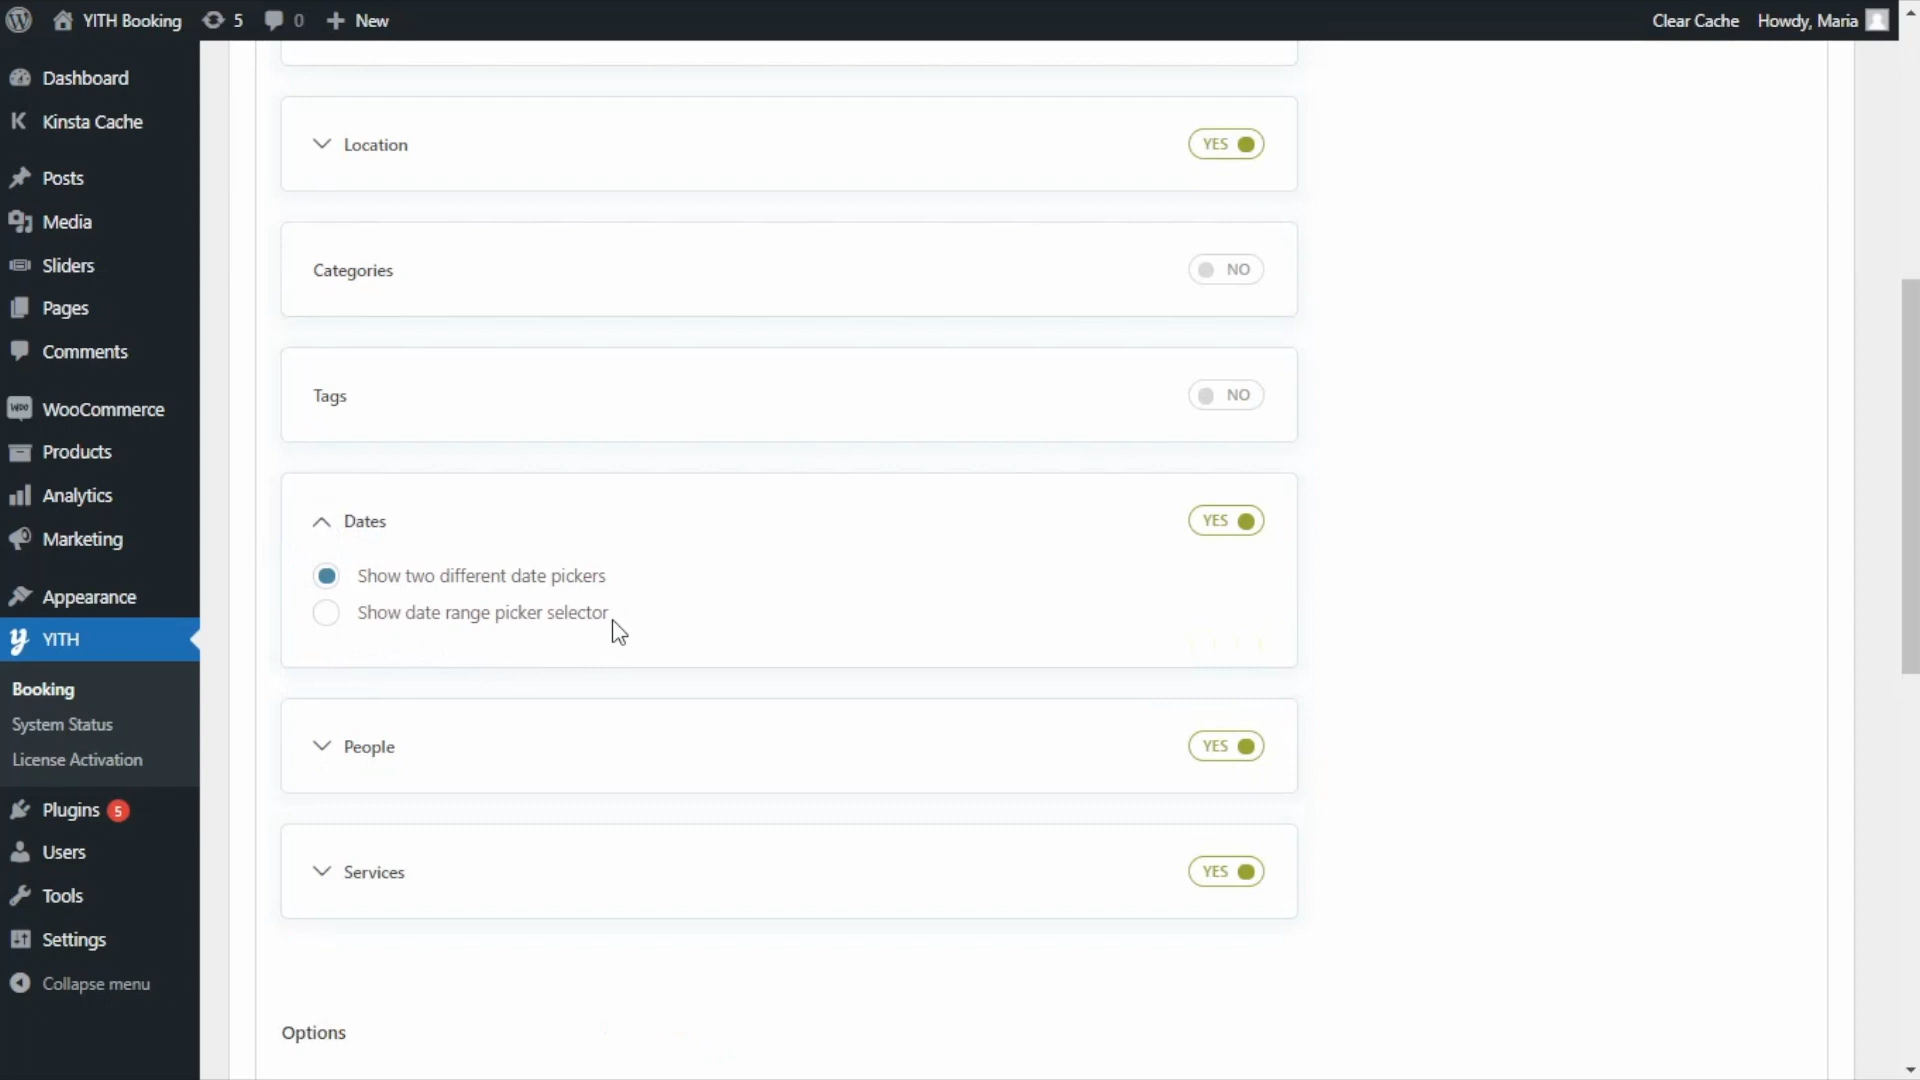 YITH Booking 5 0 New Clear Cache Howdy, Maria
Dashboard
Kinsta Cache
Posts
Media
Sliders
Pages
Comments
WooCommerce
Products
Analytics
Marketing
Appearance
YITH
Booking
System Status
License Activation
Plugins 5
Users
Tools
Settings
Collapse menu
Location YES
Categories NO
Tags NO
Dates YES
Show two different date pickers
Show date range picker selector
People YES
Services YES
Options